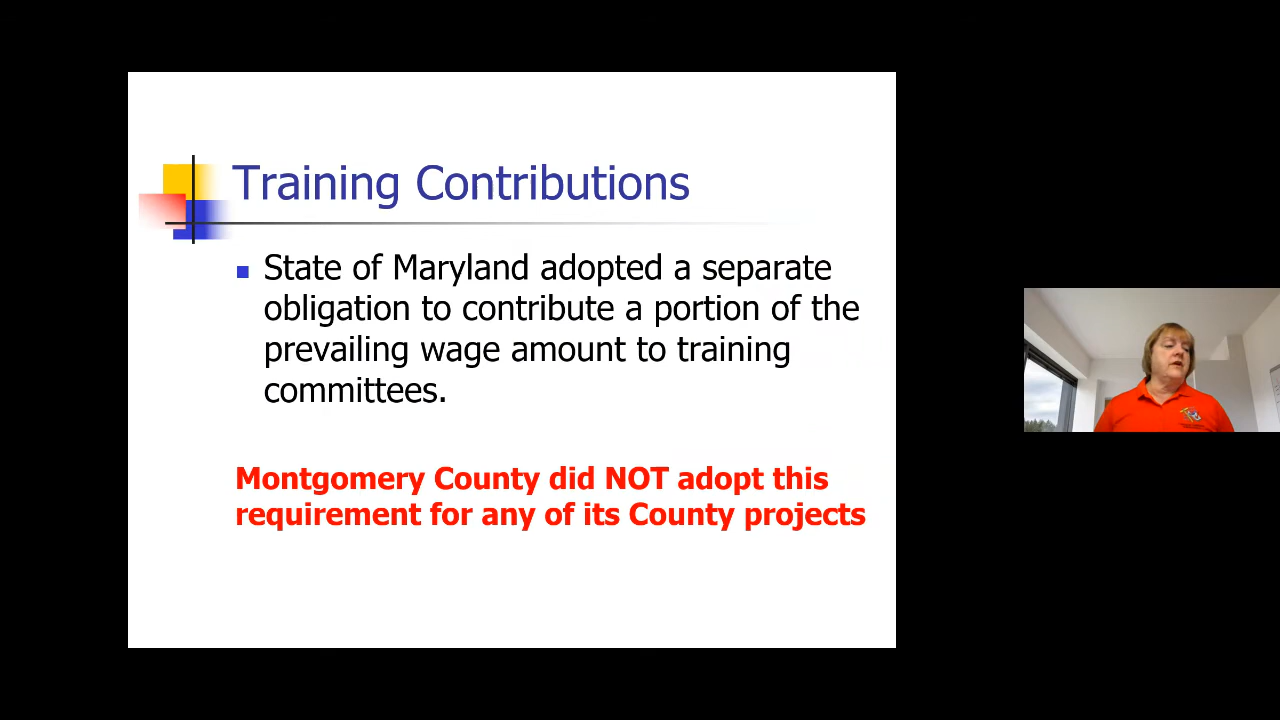 Training Contributions
State of Maryland adopted a separate
obligation to contribute a portion of the
prevailing wage amount to training
committees.
Montgomery County did NOT adopt this
requirement for any of its County projects